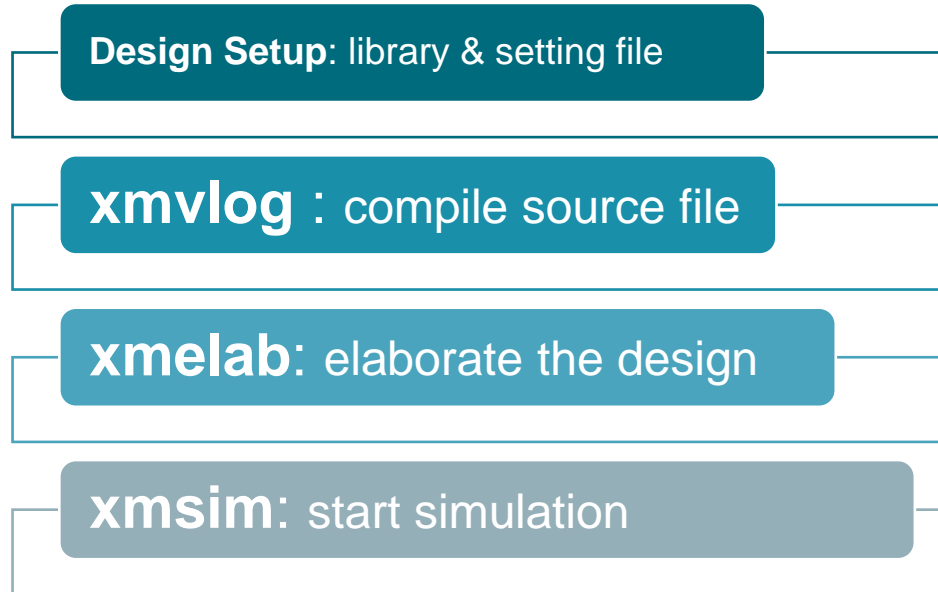 Design Setup: library & setting file
xmvlog : compile source file
xmelab: elaborate the design
xmsim: start simulation